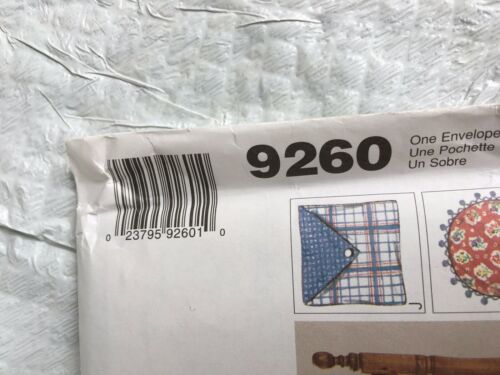 9260
One Envelope
Une Pochette
Un Sobre
0 23795 92601 0
J